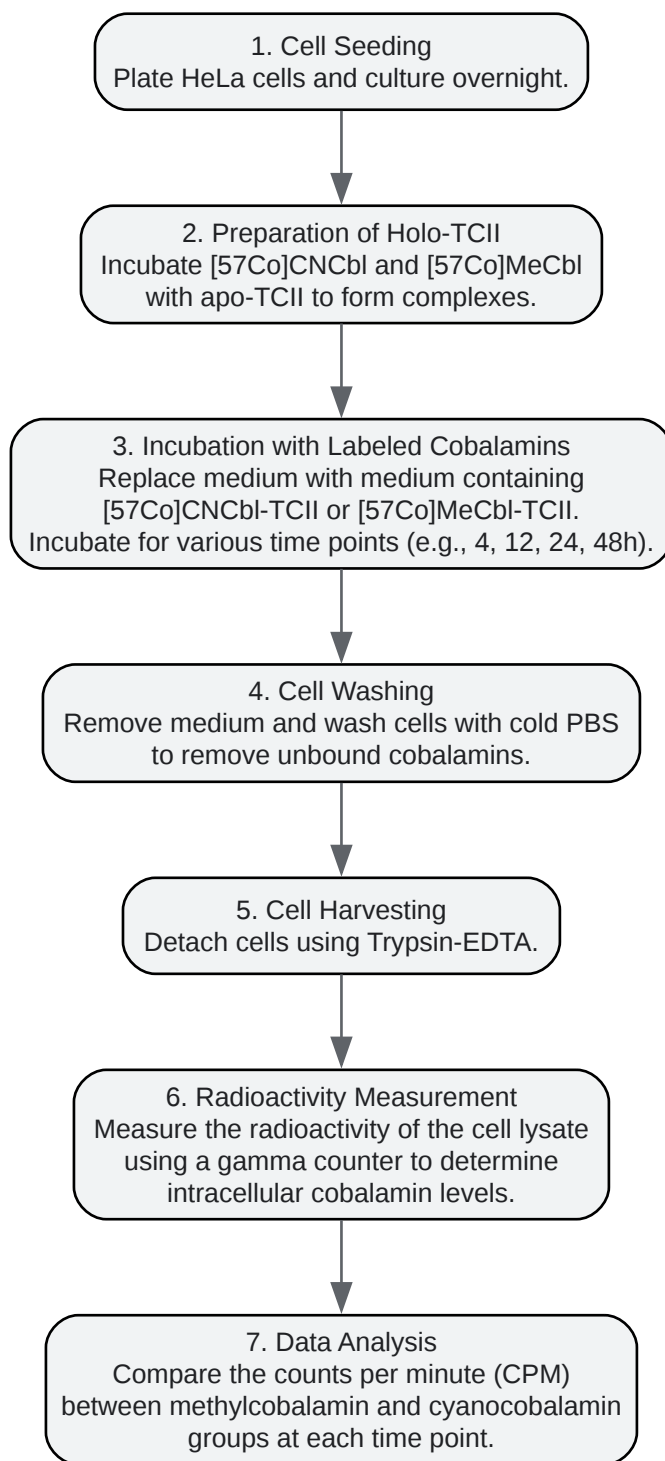 1. Cell Seeding
Plate HeLa cells and culture overnight.
2. Preparation of Holo-TCII
Incubate [57Co]CNCbl and [57Co]MeCbl
with apo-TCII to form complexes.
3. Incubation with Labeled Cobalamins
Replace medium with medium containing
[57Co]CNCbl-TCII or [57Co]MeCbl-TCII.
Incubate for various time points (e.g., 4, 12, 24, 48h).
4. Cell Washing
Remove medium and wash cells with cold PBS
to remove unbound cobalamins.
5. Cell Harvesting
Detach cells using Trypsin-EDTA.
6. Radioactivity Measurement
Measure the radioactivity of the cell lysate
using a gamma counter to determine
intracellular cobalamin levels.
7. Data Analysis
Compare the counts per minute (CPM)
between methylcobalamin and cyanocobalamin
groups at each time point.